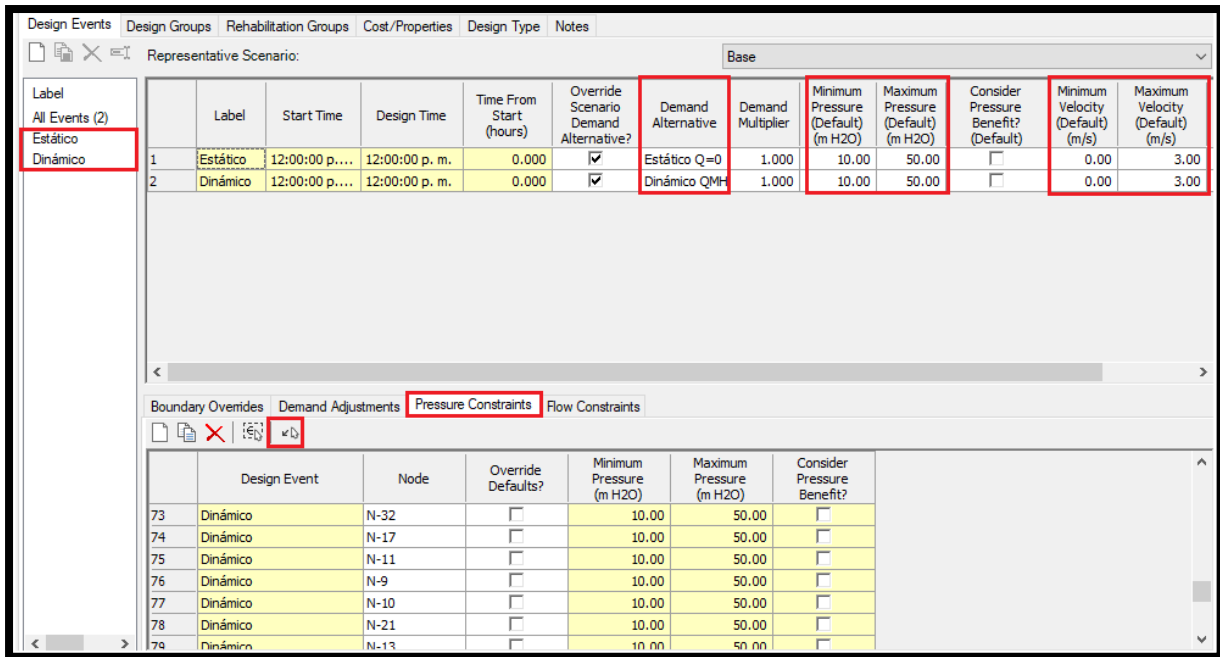 Design Events Design Groups Rehabilitation Groups Cost/Properties Design Type Notes
Representative Scenario: Base
Label
All Events (2)
Estático
Dinámico
Label Start Time Design Time Time From Start (hours) Override Scenario Demand Alternative? Demand Alternative Demand Multiplier Minimum Pressure (Default) (m H2O) Maximum Pressure (Default) (m H2O) Consider Pressure Benefit? (Default) Minimum Velocity (Default) (m/s) Maximum Velocity (Default) (m/s)
1 Estático 12:00:00 p.... 12:00:00 p. m. 0.000 Estático Q=0 1.000 10.00 50.00 0.00 3.00
2 Dinámico 12:00:00 p.... 12:00:00 p. m. 0.000 Dinámico QMH 1.000 10.00 50.00 0.00 3.00
Boundary Overrides Demand Adjustments Pressure Constraints Flow Constraints
Design Event Node Override Defaults? Minimum Pressure (m H2O) Maximum Pressure (m H2O) Consider Pressure Benefit?
73 Dinámico N-32 10.00 50.00
74 Dinámico N-17 10.00 50.00
75 Dinámico N-11 10.00 50.00
76 Dinámico N-9 10.00 50.00
77 Dinámico N-10 10.00 50.00
78 Dinámico N-21 10.00 50.00
79 Dinámico N-13 10.00 50.00